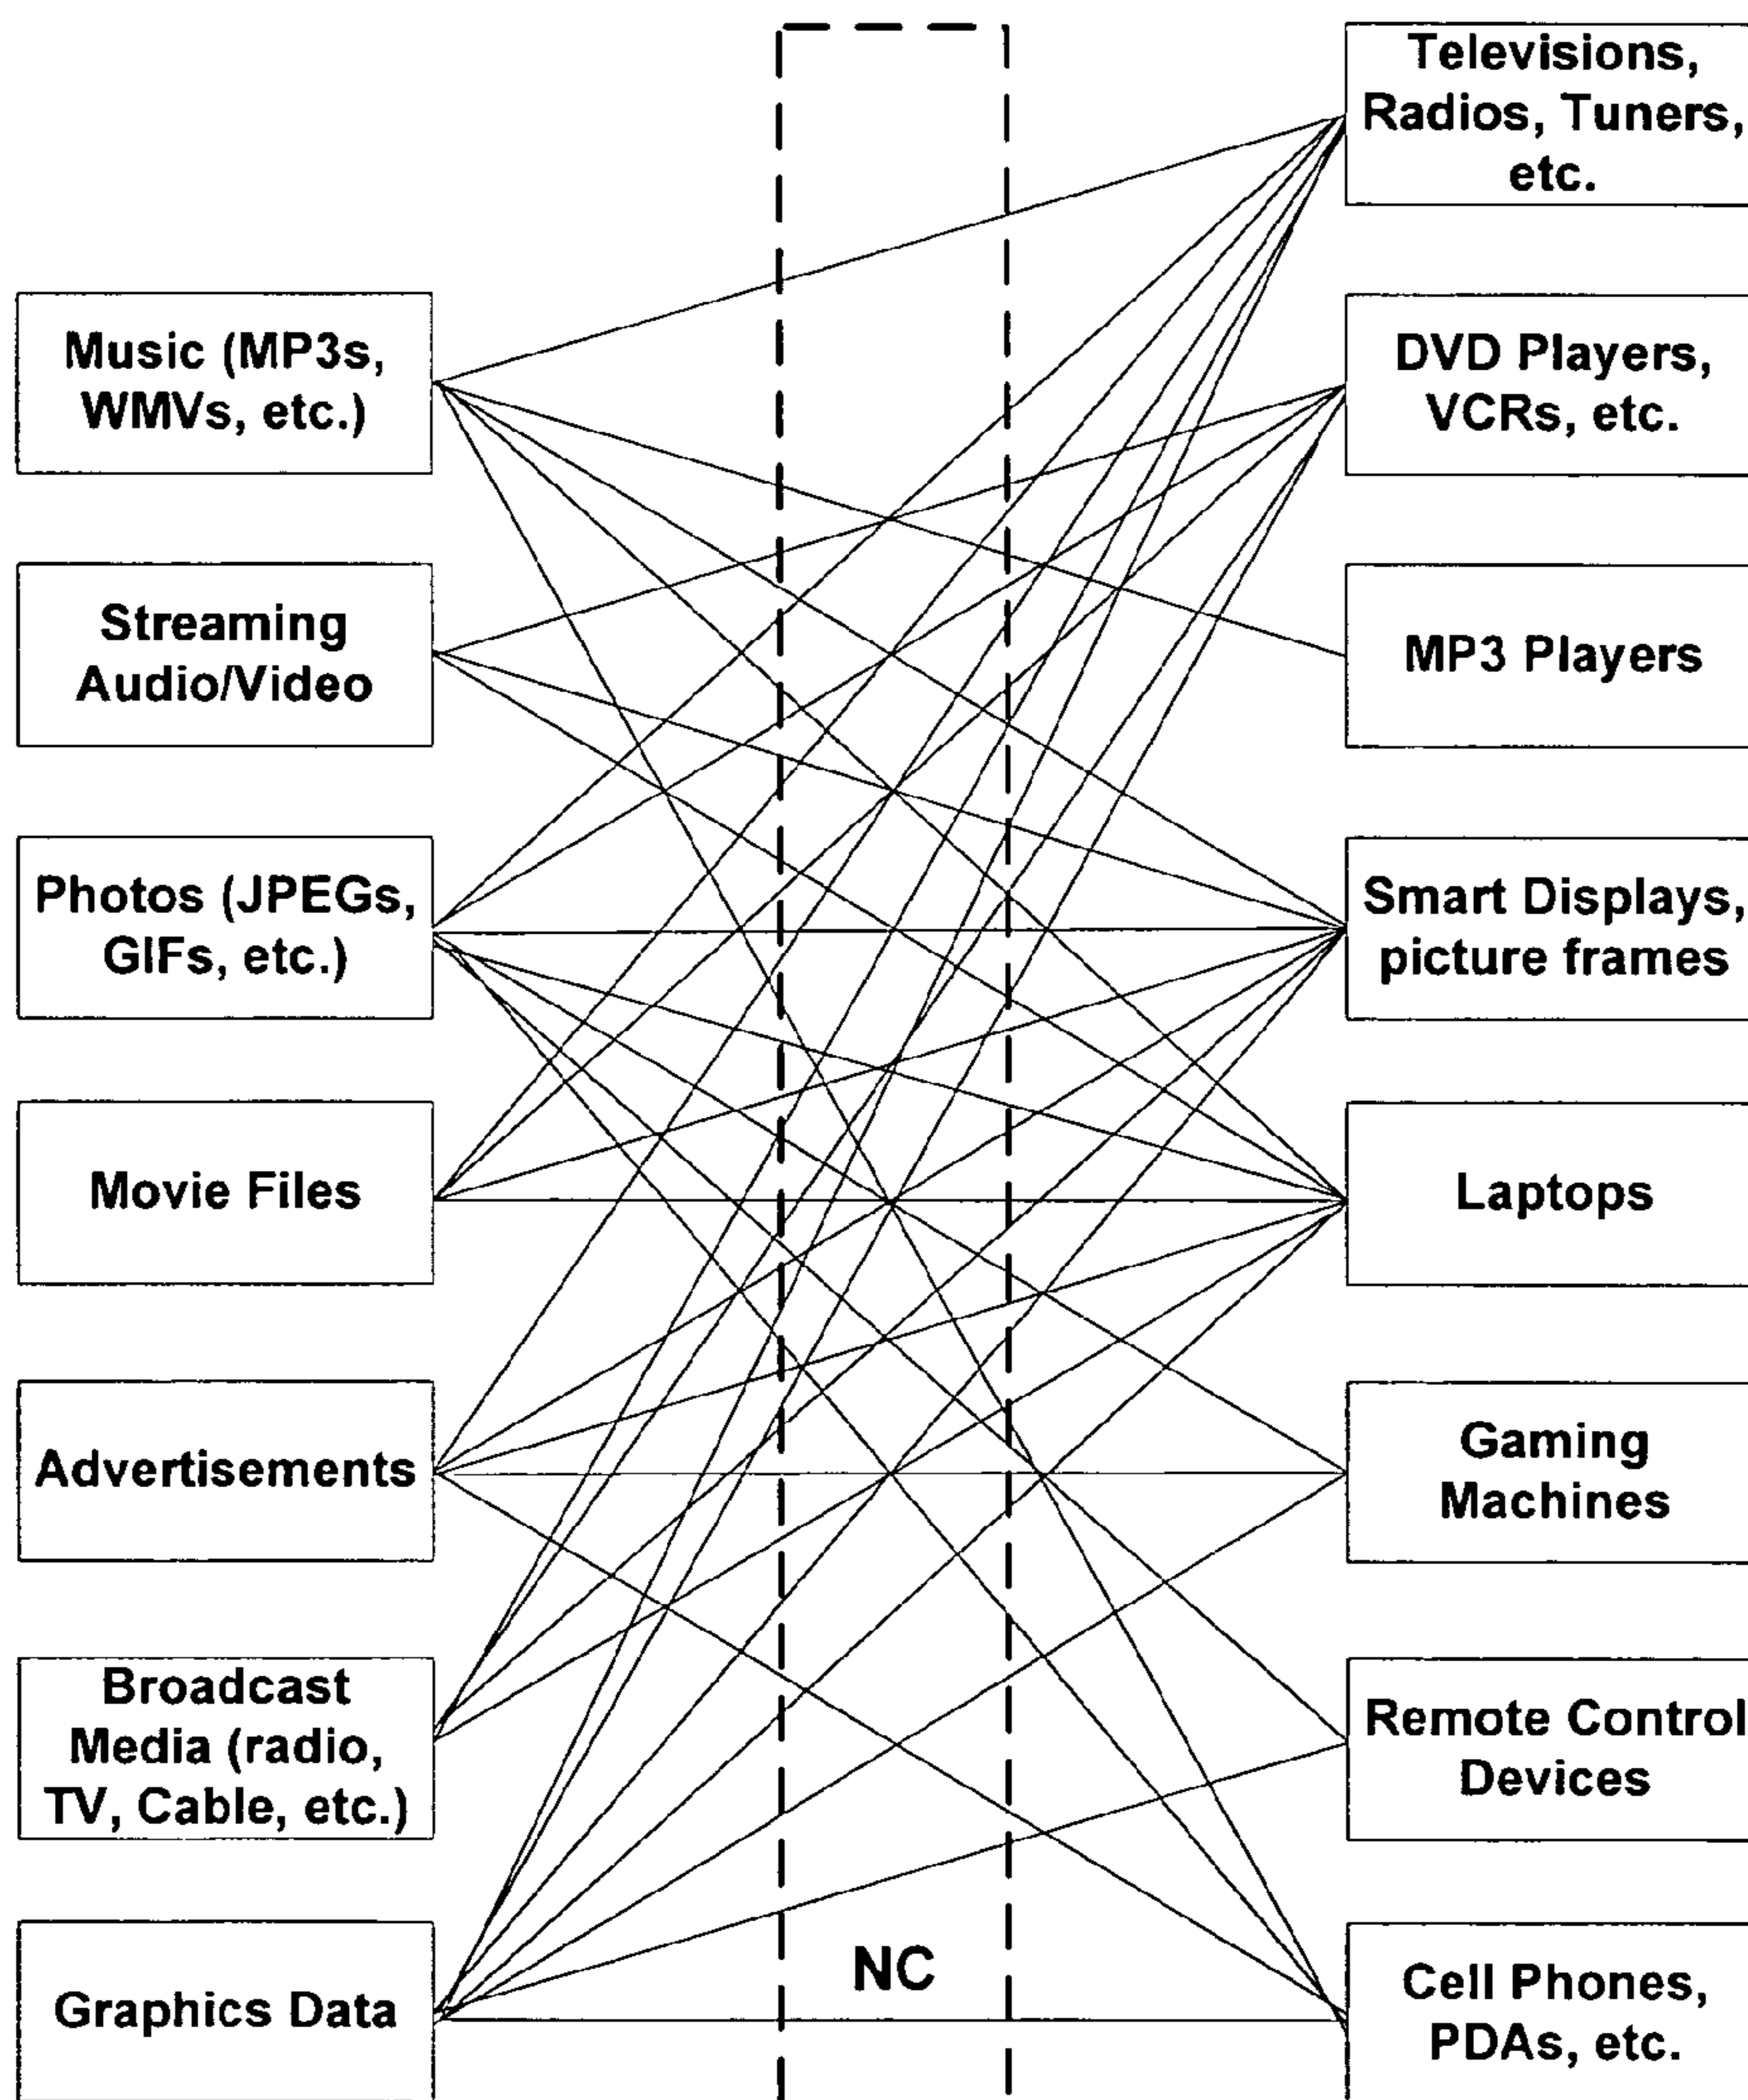 Televisions,
Radios, Tuners,
etc.
Music (MP3s,
WMVs, etc.)
DVD Players,
VCRs, etc.
Streaming
Audio/Video
MP3 Players
Photos (JPEGs,
GIFs, etc.)
Smart Displays,
picture frames
Movie Files
Laptops
Advertisements
Gaming
Machines
Broadcast
Media (radio,
TV, Cable, etc.)
Remote Control
Devices
Graphics Data
NC
Cell Phones,
PDAs, etc.